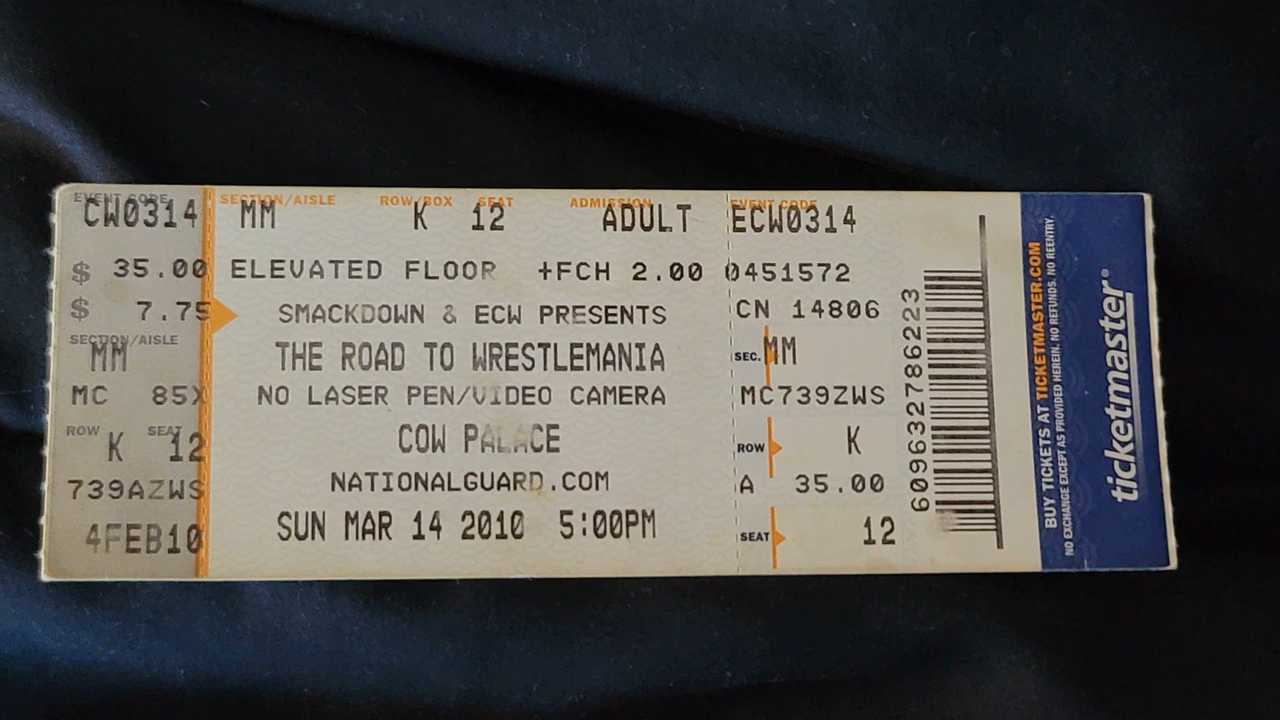 EVENT CODE
CW0314
$ 35.00
$ 7.75
SECTION/AISLE
MM
MC 85X
ROW SEAT
K 12
739AZWS
4FEB10
SECTION/AISLE ROW/BOX SEAT ADMISSION
MM K 12 ADULT
ELEVATED FLOOR +FCH 2.00
SMACKDOWN & ECW PRESENTS
THE ROAD TO WRESTLEMANIA
NO LASER PEN/VIDEO CAMERA
COW PALACE
NATIONALGUARD.COM
SUN MAR 14 2010 5:00PM
EVENT CODE
ECW0314
0451572
CN 14806
SEC. MM
MC739ZWS
ROW K
A 35.00
SEAT 12
609632786223
BUY TICKETS AT TICKETMASTER.COM
NO EXCHANGE EXCEPT AS PROVIDED HEREIN. NO REFUNDS. NO REENTRY.
ticketmaster®